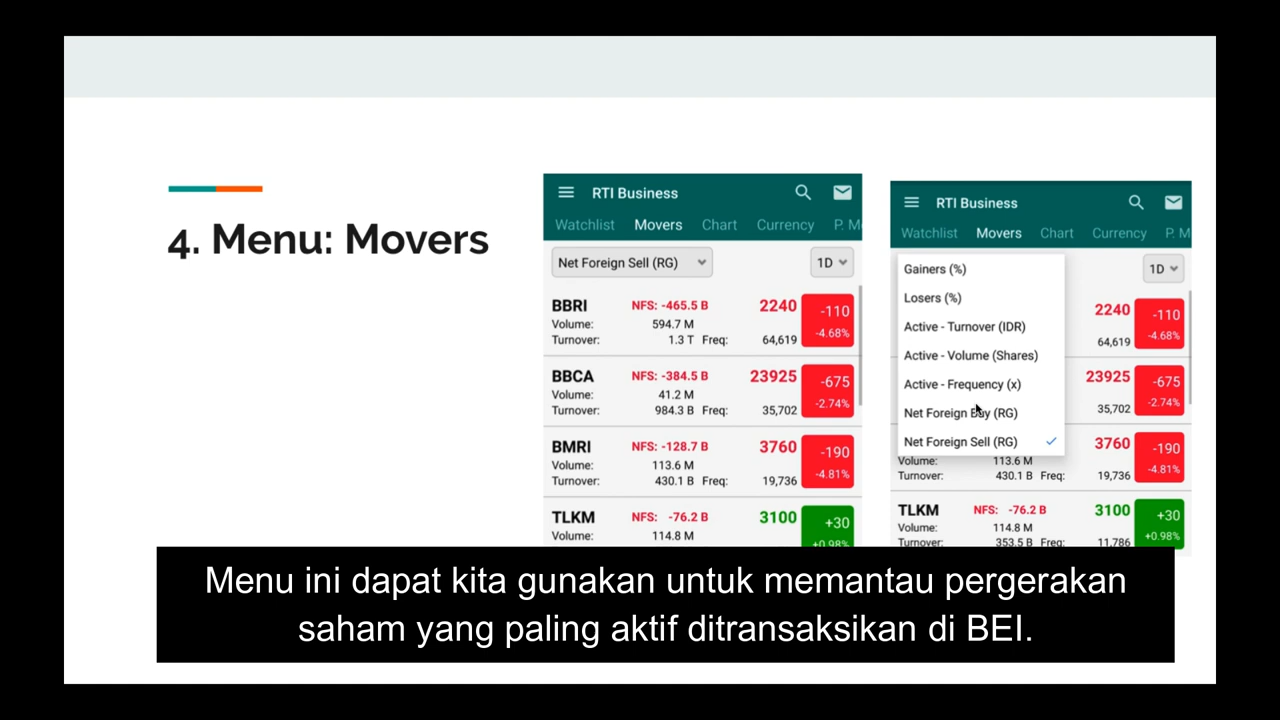 4. Menu: Movers
RTI Business
Watchlist Movers Chart Currency P. M
Net Foreign Sell (RG) 1D
BBRI NFS: -465.5 B 2240 -110
Volume: 594.7 M -4.68%
Turnover: 1.3 T Freq: 64,619
BBCA NFS: -384.5 B 23925 -675
Volume: 41.2 M -2.74%
Turnover: 984.3 B Freq: 35,702
BMRI NFS: -128.7 B 3760 -190
Volume: 113.6 M -4.81%
Turnover: 430.1 B Freq: 19,736
TLKM NFS: -76.2 B 3100 +30
Volume: 114.8 M +0.98%
RTI Business
Watchlist Movers Chart Currency P. M
1D
Gainers (%)
Losers (%)
Active - Turnover (IDR)
Active - Volume (Shares)
Active - Frequency (x)
Net Foreign Buy (RG)
Net Foreign Sell (RG)
2240 -110
64,619 -4.68%
23925 -675
35,702 -2.74%
3760 -190
Volume: 113.6 M -4.81%
Turnover: 430.1 B Freq: 19,736
TLKM NFS: -76.2 B 3100 +30
Volume: 114.8 M +0.98%
Turnover: 353.5 B Freq: 11,786
Menu ini dapat kita gunakan untuk memantau pergerakan
saham yang paling aktif ditransaksikan di BEI.